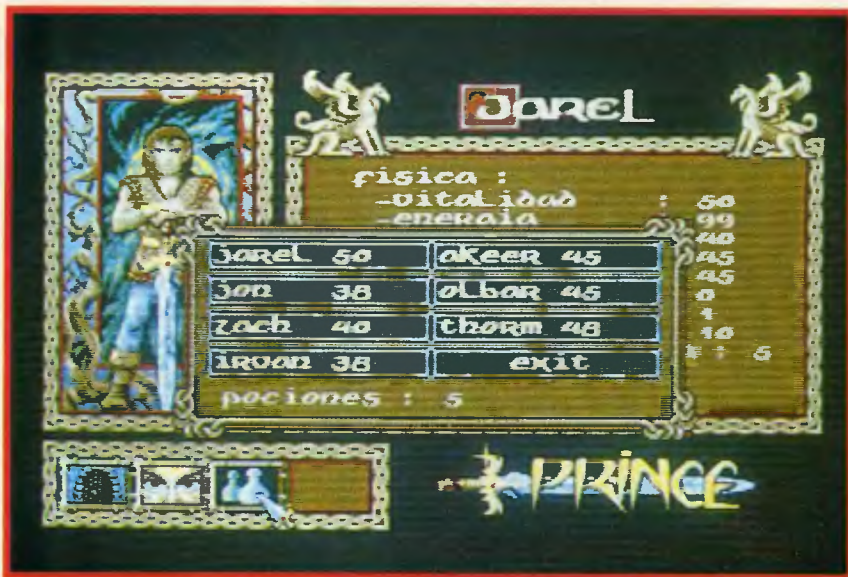 Jarel
fisica :
-vitalidad : 50
-energia : 99
40
45
45
0
1
10
: 5
jarel 50
akeer 45
jon 38
olbar 45
zach 40
thorm 48
irvan 38
exit
pociones : 5
PRINCE